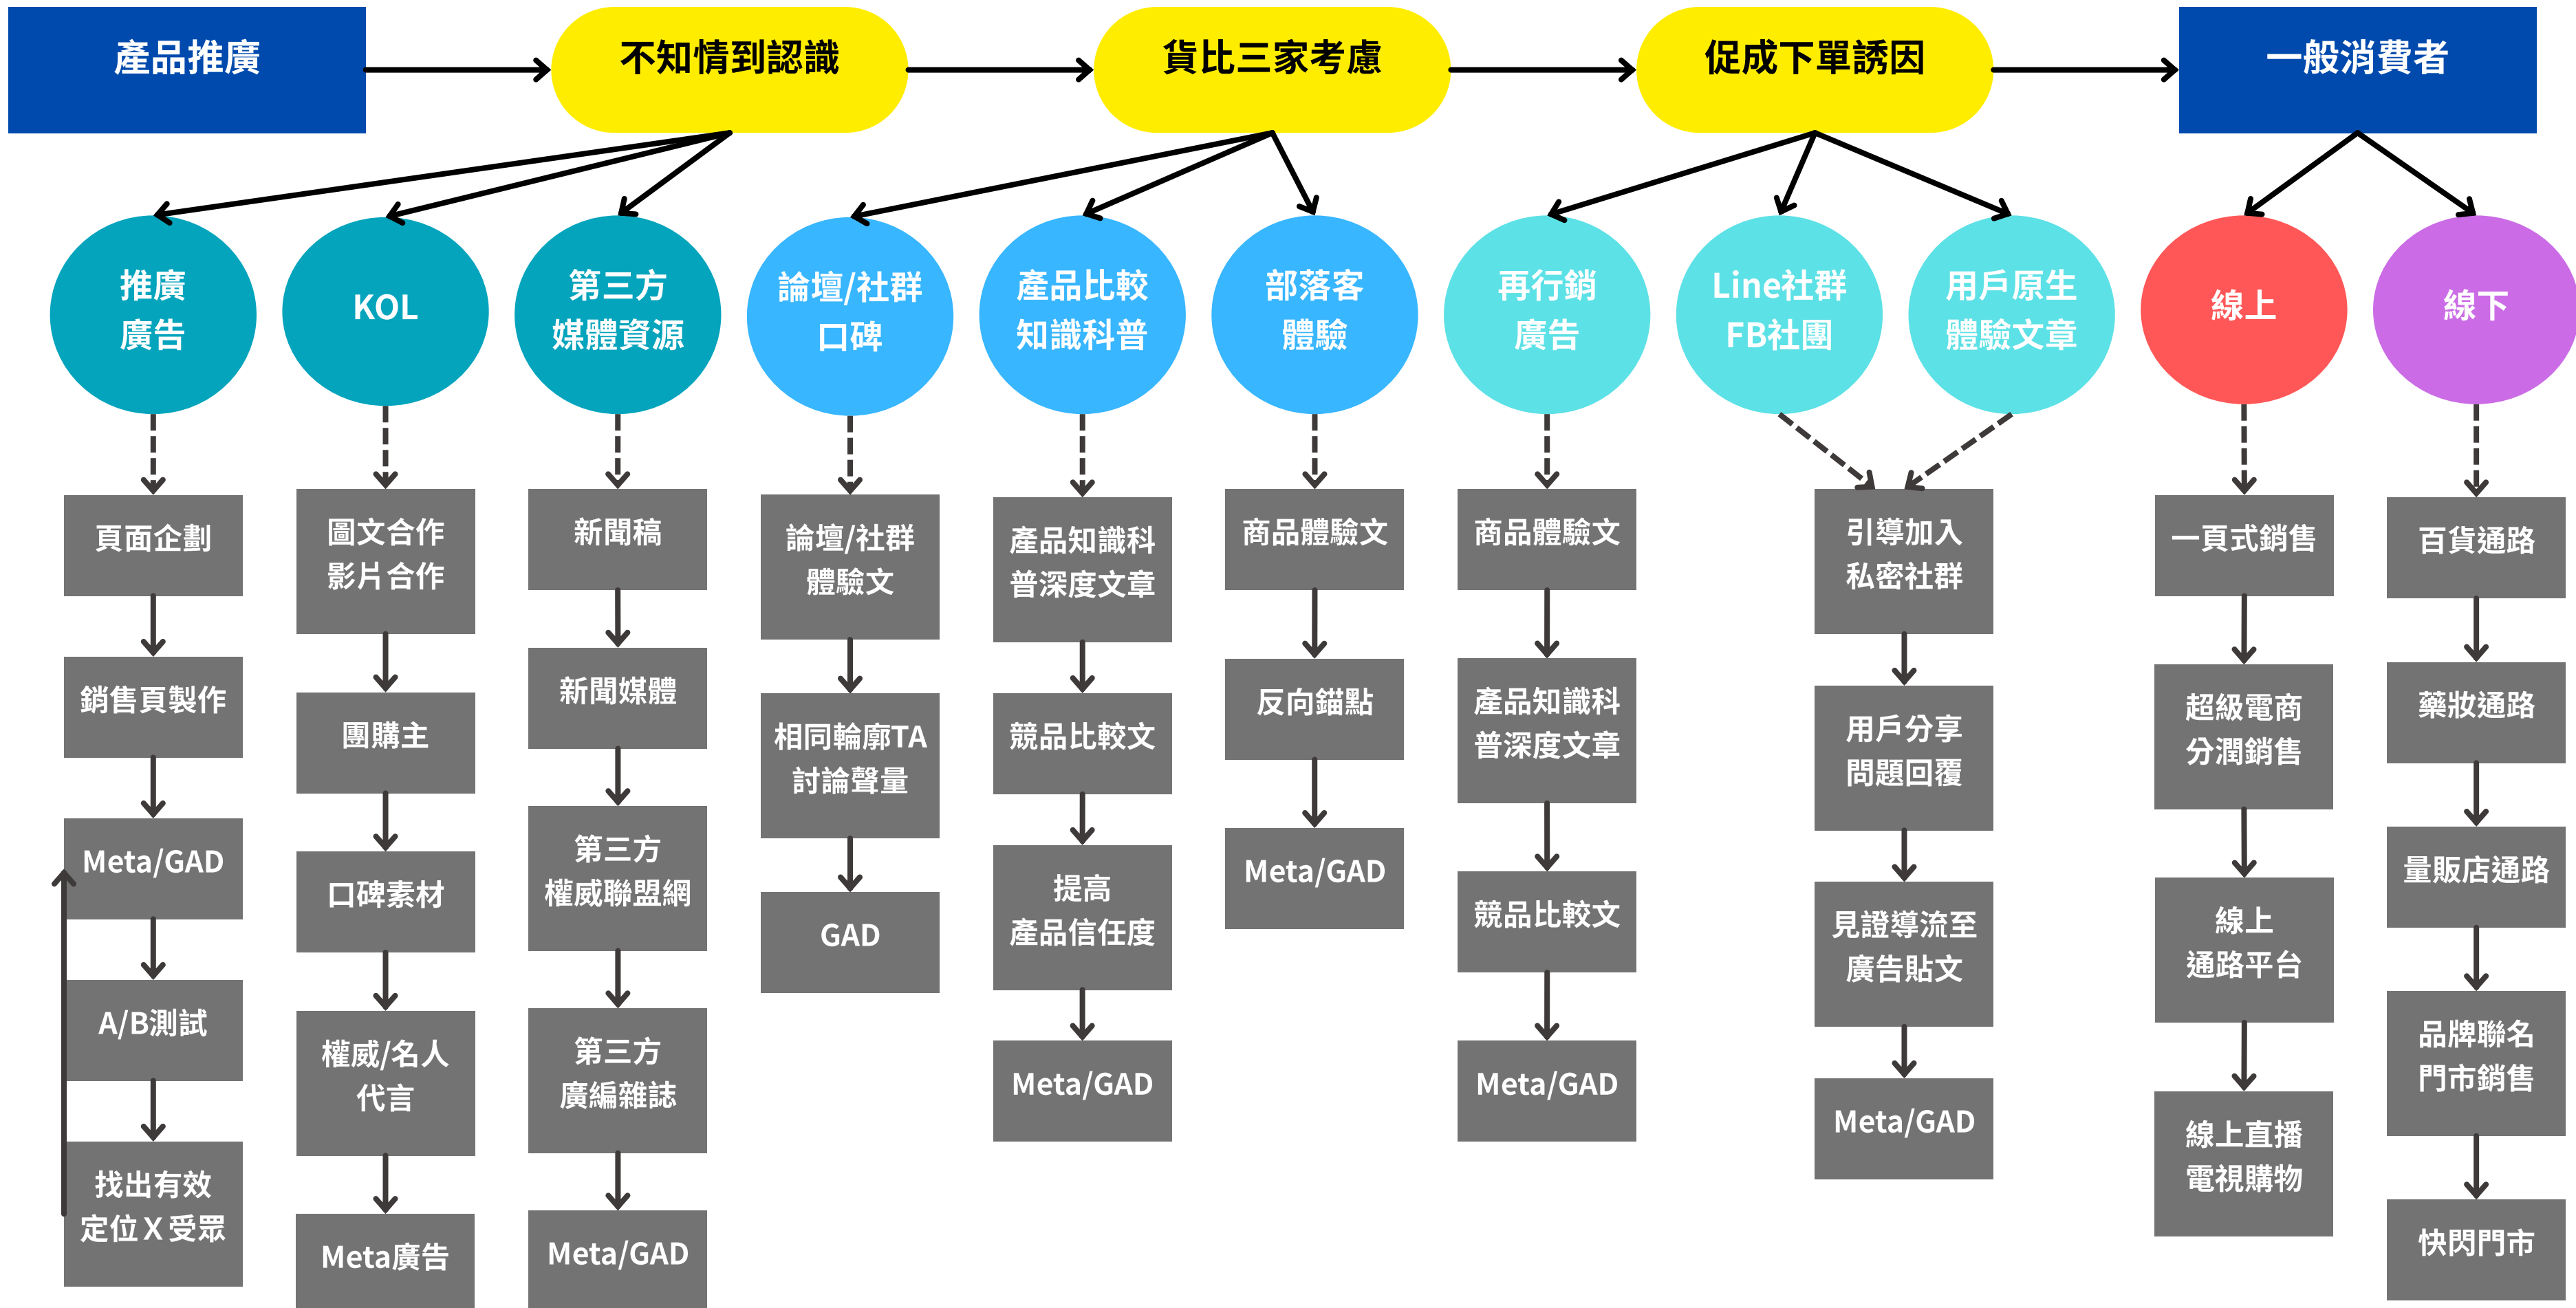 產品推廣
不知情到認識
貨比三家考慮
促成下單誘因
一般消費者
推廣
廣告
KOL
第三方
媒體資源
論壇/社群
口碑
產品比較
知識科普
部落客
體驗
再行銷
廣告
Line社群
FB社團
用戶原生
體驗文章
線上
線下
頁面企劃
銷售頁製作
Meta/GAD
A/B測試
找出有效
定位 X 受眾
圖文合作
影片合作
團購主
口碑素材
權威/名人
代言
Meta廣告
新聞稿
新聞媒體
第三方
權威聯盟網
第三方
廣編雜誌
Meta/GAD
論壇/社群
體驗文
相同輪廓TA
討論聲量
GAD
產品知識科
普深度文章
競品比較文
提高
產品信任度
Meta/GAD
商品體驗文
反向錨點
Meta/GAD
商品體驗文
產品知識科
普深度文章
競品比較文
Meta/GAD
引導加入
私密社群
用戶分享
問題回覆
見證導流至
廣告貼文
Meta/GAD
一頁式銷售
超級電商
分潤銷售
線上
通路平台
線上直播
電視購物
百貨通路
藥妝通路
量販店通路
品牌聯名
門市銷售
快閃門市